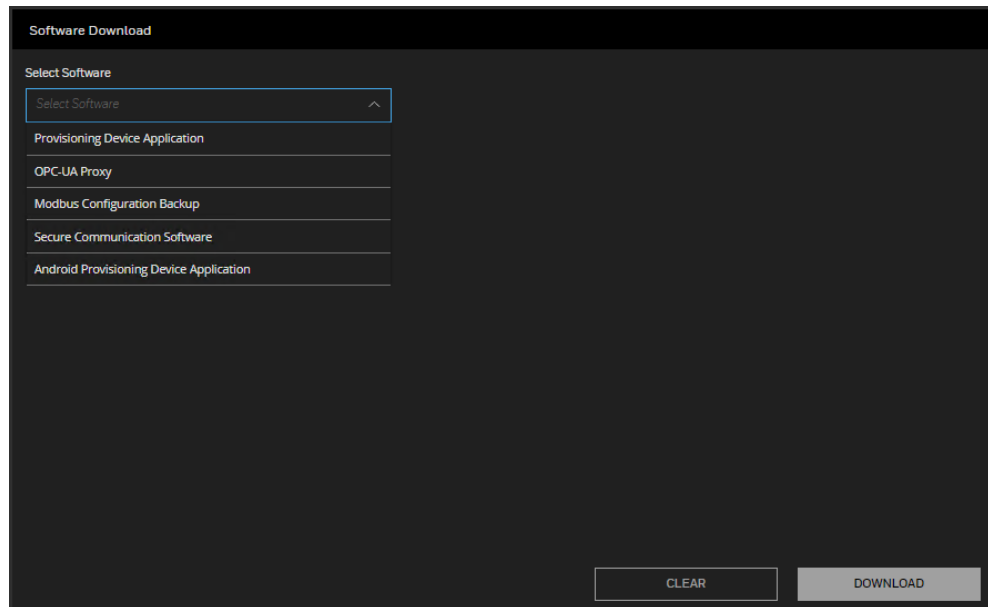 Software Download
Select Software
Select Software
Provisioning Device Application
OPC-UA Proxy
Modbus Configuration Backup
Secure Communication Software
Android Provisioning Device Application
CLEAR
DOWNLOAD